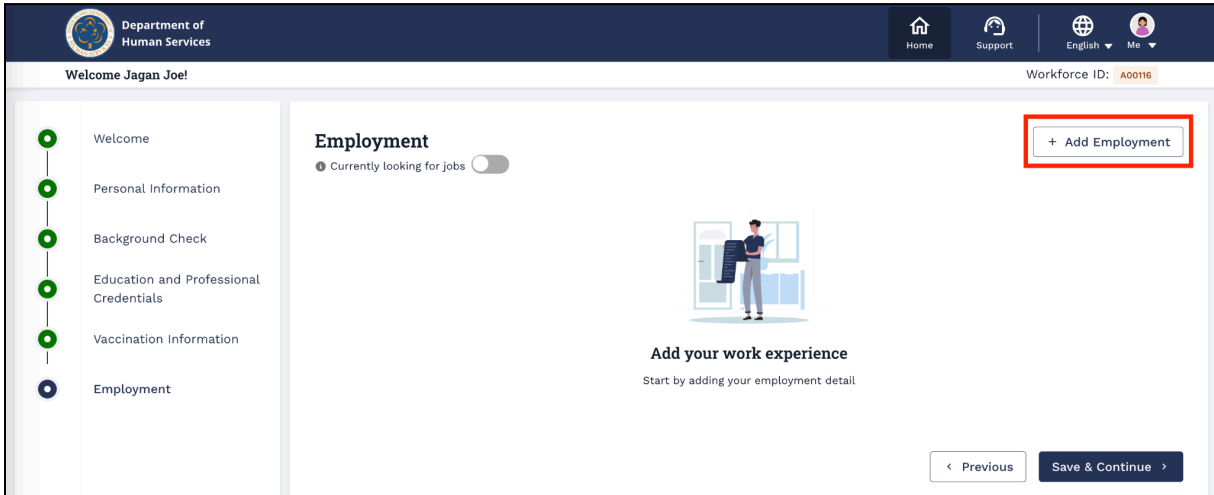 Department of
Human Services
Home
Support
English
Me
Welcome Jagan Joe!
Workforce ID: A00116
Welcome
Personal Information
Background Check
Education and Professional
Credentials
Vaccination Information
Employment
Employment
Currently looking for jobs
+ Add Employment
Add your work experience
Start by adding your employment detail
< Previous
Save & Continue >